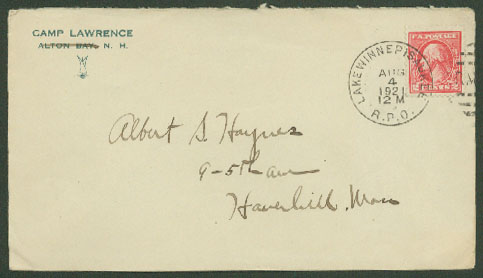 CAMP LAWRENCE
ALTON BAY, N. H.
LAKE WINNEPISAUKEE
AUG
4
1921
12 M
R.P.O.
U.S. POSTAGE
2 CENTS 2
Albert S Haynes
9-5th ave
Haverhill. Mass